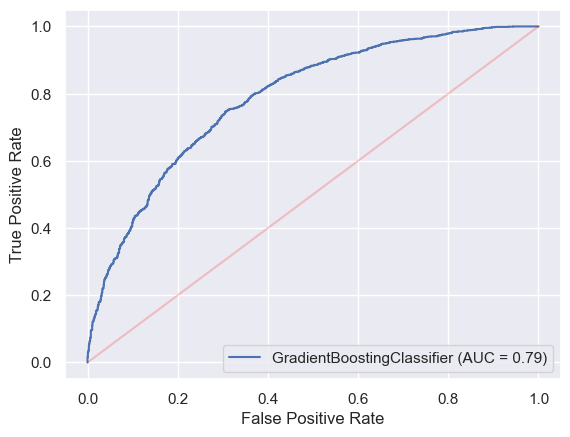 1.0
0.8
0.6
0.4
0.2
0.0
True Positive Rate
GradientBoostingClassifier (AUC = 0.79)
0.0 0.2 0.4 0.6 0.8 1.0
False Positive Rate